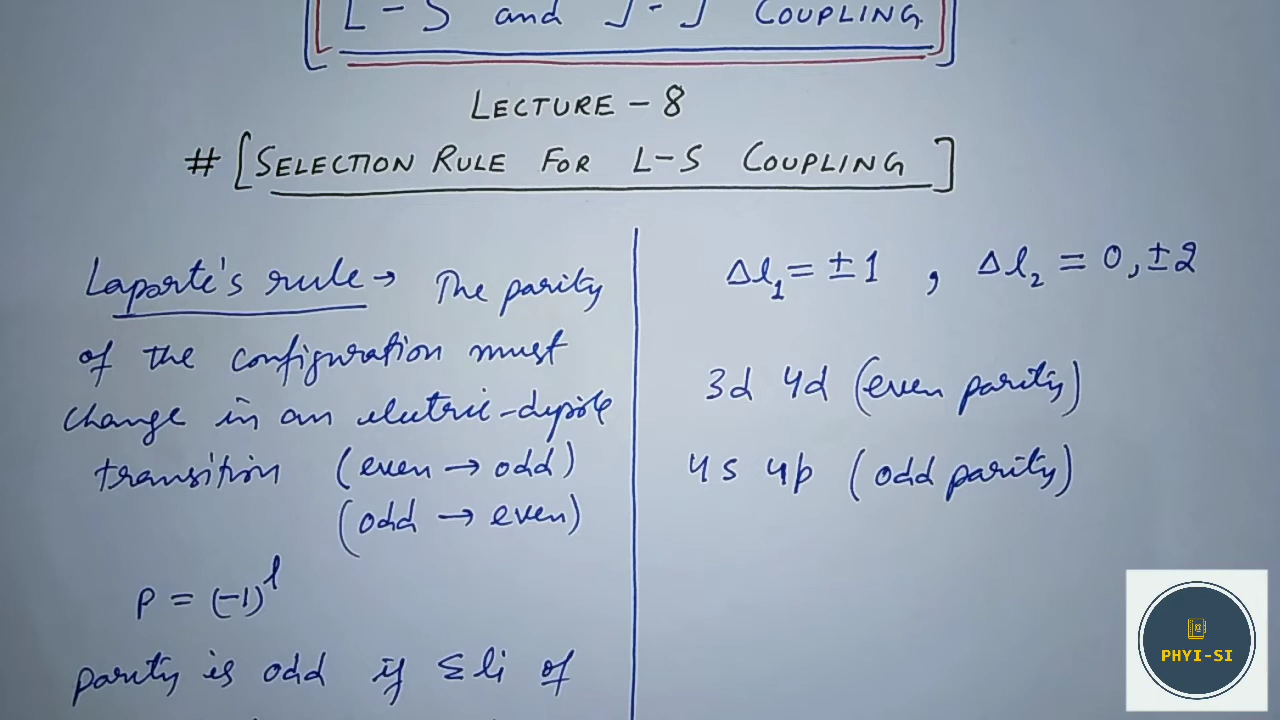 L - S and J - J COUPLING
LECTURE - 8
# [SELECTION RULE FOR L-S COUPLING]
Laporte's rule → The parity
of the configuration must
change in an electric-dipole
transition (even → odd)
(odd → even)
P = (-1)^l
parity is odd if Σli of
Δl₁ = ±1 , Δl₂ = 0, ±2
3d 4d (even parity)
4s 4p (odd parity)
PHYI-SI